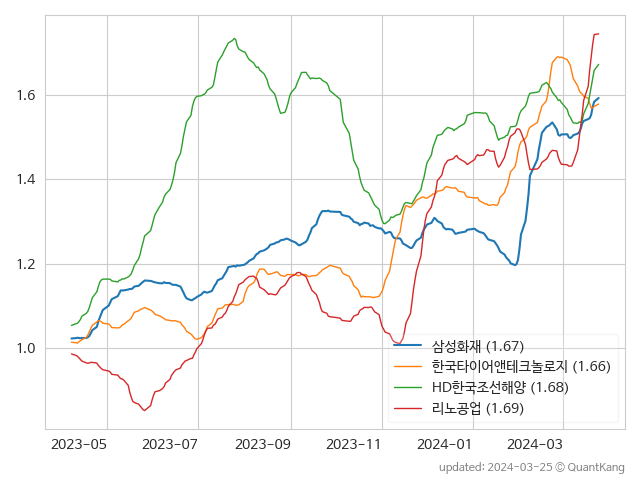 1.6
1.4
1.2
1.0
삼성화재 (1.67)
한국타이어앤테크놀로지 (1.66)
HD한국조선해양 (1.68)
리노공업 (1.69)
2023-05 2023-07 2023-09 2023-11 2024-01 2024-03
updated: 2024-03-25 © QuantKang